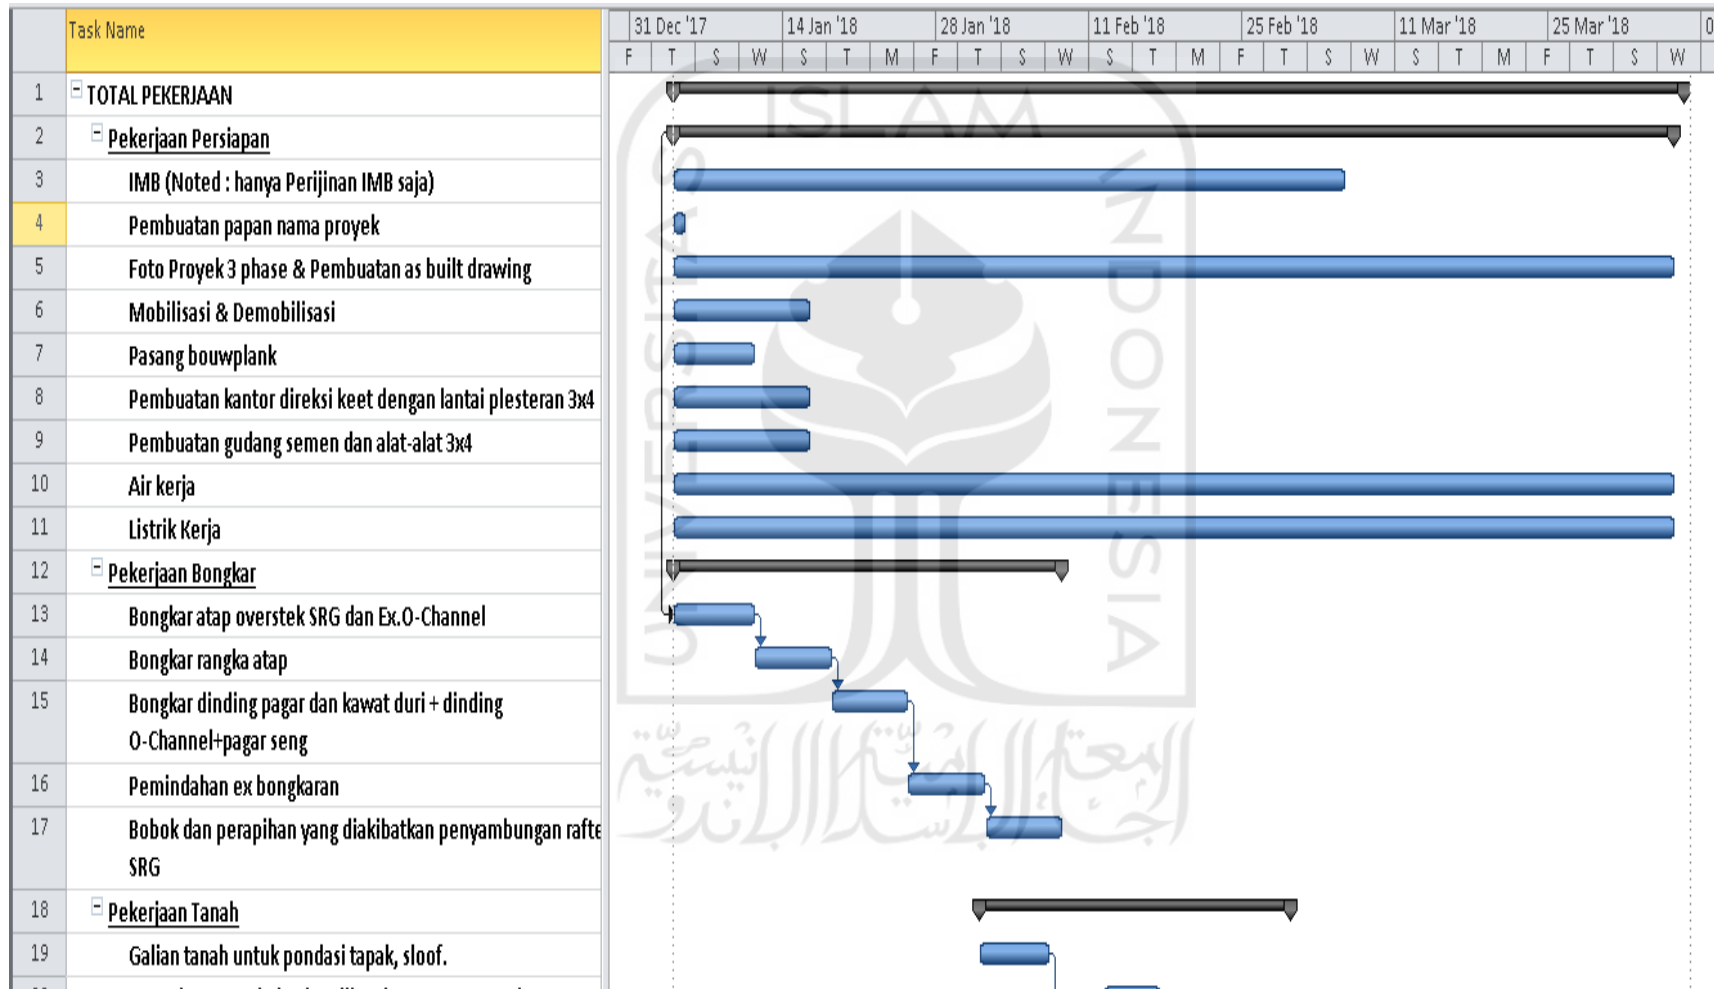 Task Name
31 Dec '17 14 Jan '18 28 Jan '18 11 Feb '18 25 Feb '18 11 Mar '18 25 Mar '18 0
F T S W S T M F T S W S T M F T S W S T M F T S W
1 TOTAL PEKERJAAN
2 Pekerjaan Persiapan
3 IMB (Noted : hanya Perijinan IMB saja)
4 Pembuatan papan nama proyek
5 Foto Proyek 3 phase & Pembuatan as built drawing
6 Mobilisasi & Demobilisasi
7 Pasang bouwplank
8 Pembuatan kantor direksi keet dengan lantai plesteran 3x4
9 Pembuatan gudang semen dan alat-alat 3x4
10 Air kerja
11 Listrik Kerja
12 Pekerjaan Bongkar
13 Bongkar atap overstek SRG dan Ex.O-Channel
14 Bongkar rangka atap
15 Bongkar dinding pagar dan kawat duri + dinding
O-Channel+pagar seng
16 Pemindahan ex bongkaran
17 Bobok dan perapihan yang diakibatkan penyambungan rafte
SRG
18 Pekerjaan Tanah
19 Galian tanah untuk pondasi tapak, sloof.
UNIVERSITAS
ISLAM
INDONESIA